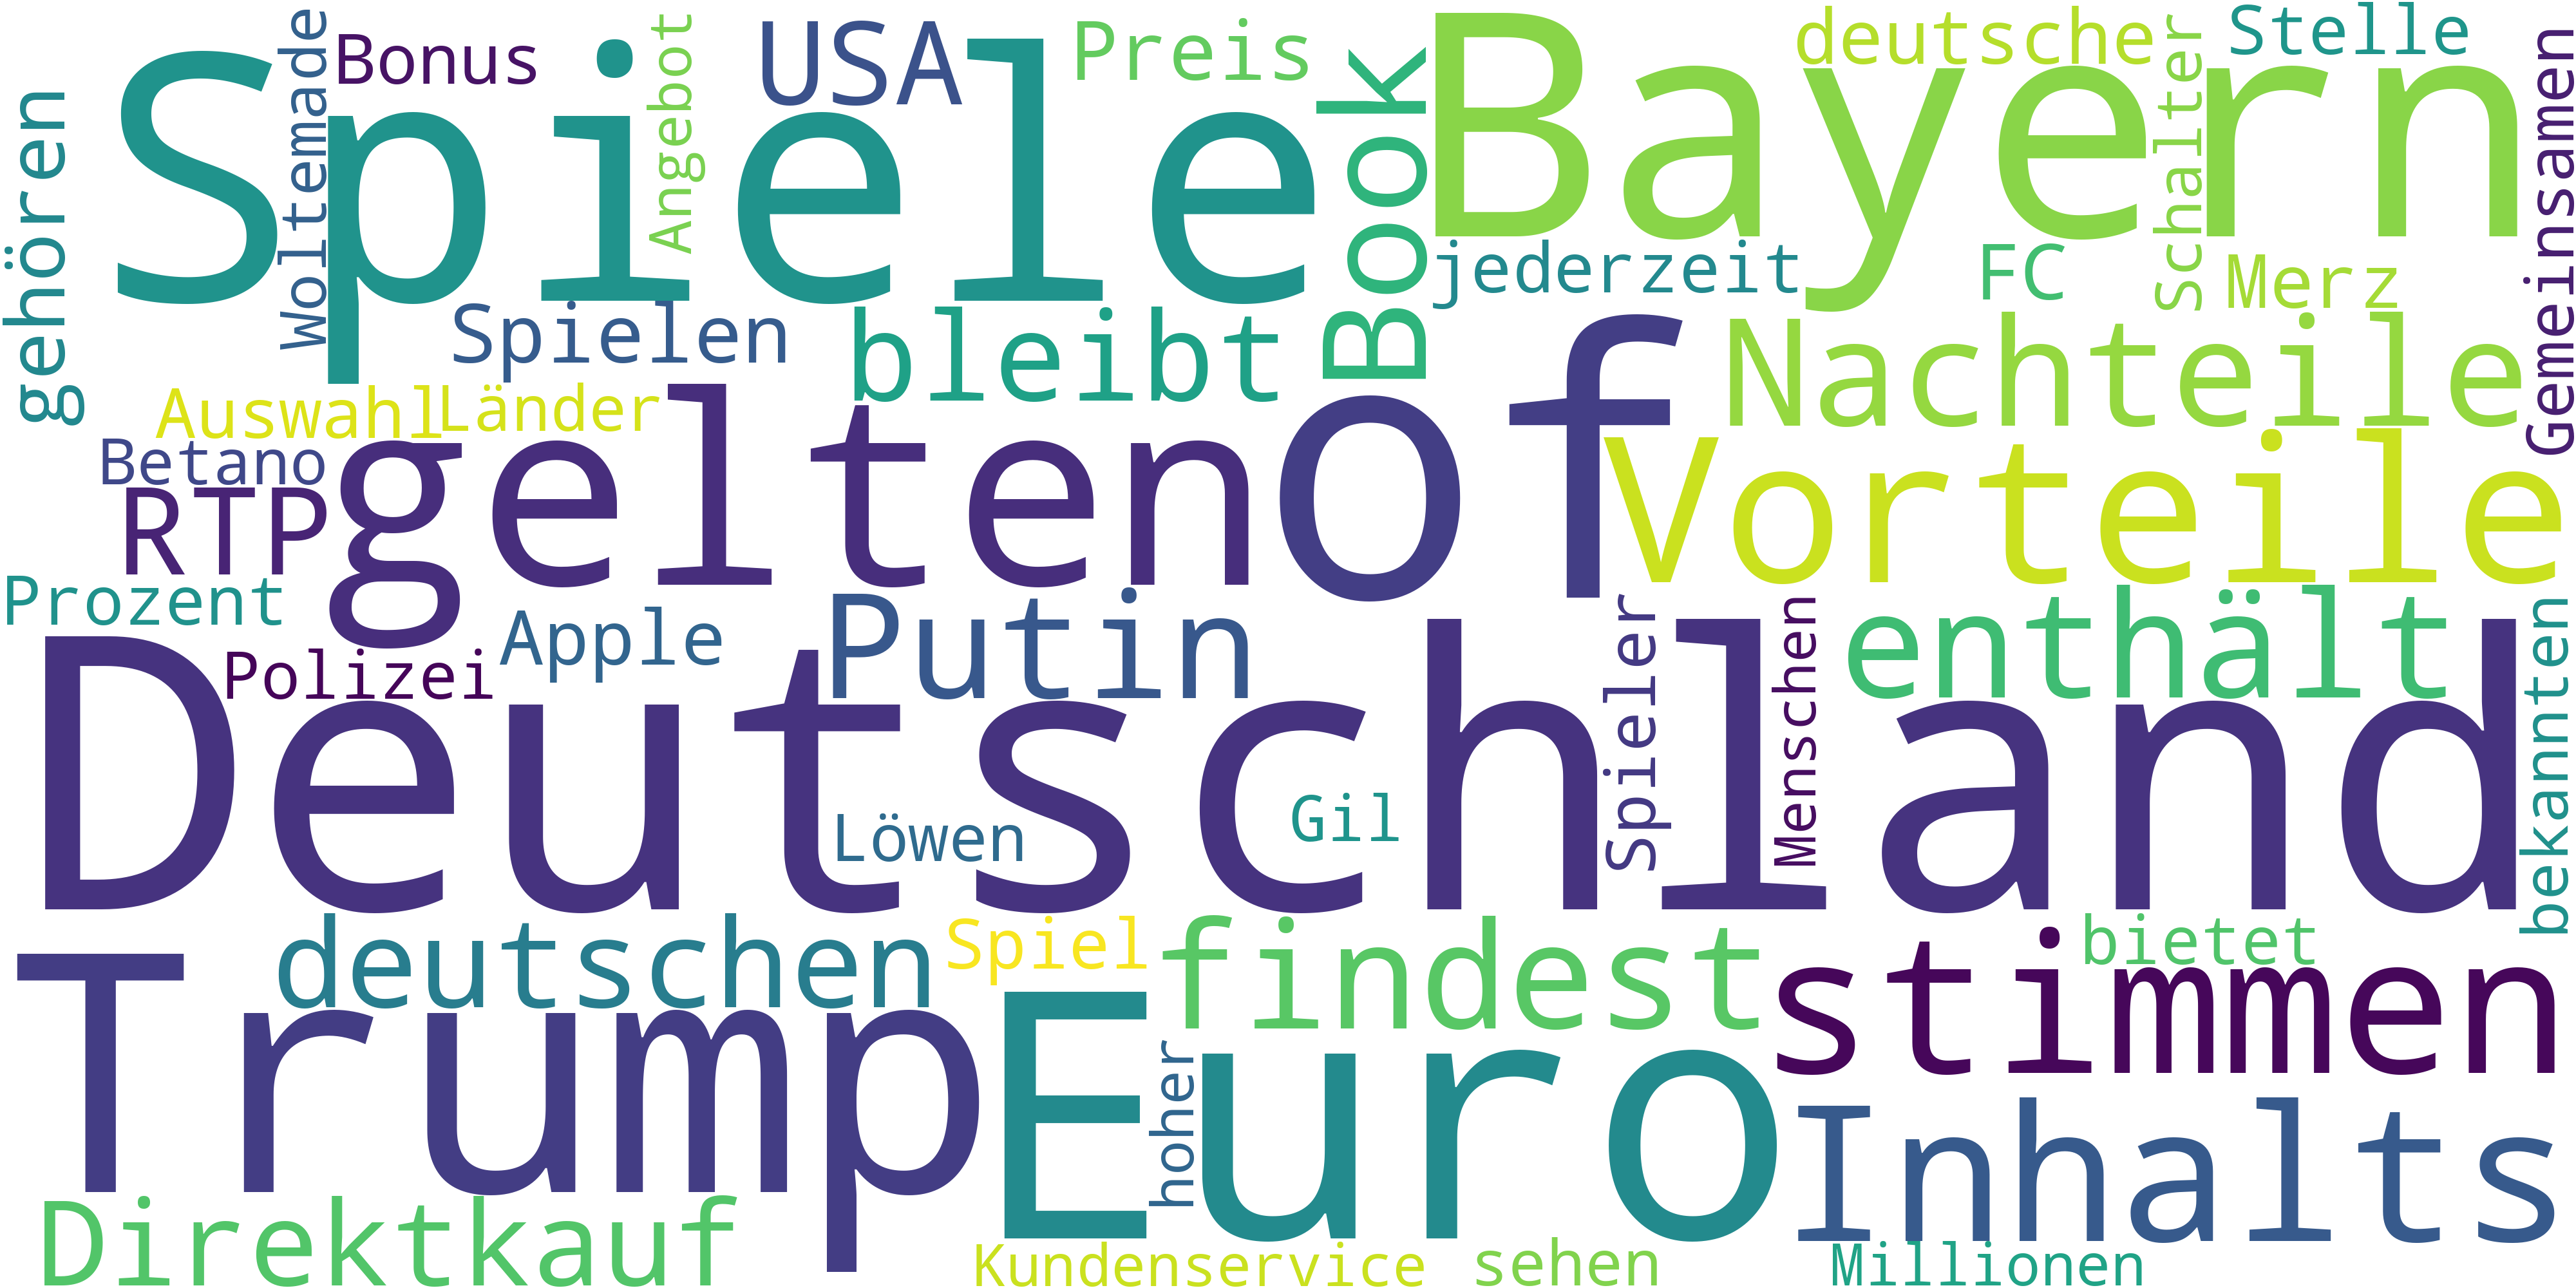 Spiele
Bayern
gehören
Woltemade
Bonus
Angebot
USA
Preis
Book
deutsche
Schalter
Stelle
Gemeinsamen
jederzeit
FC
Merz
Spielen
bleibt
of
Nachteile
Auswahl
Länder
Betano
RTP
gelten
Vorteile
Prozent
Polizei
Apple
Putin
Spieler
Menschen
enthält
bekannten
Deutschland
Löwen
Gil
deutschen
Spiel
findest
stimmen
bietet
Trump
Euro
hoher
Inhalts
Direktkauf
Kundenservice
sehen
Millionen